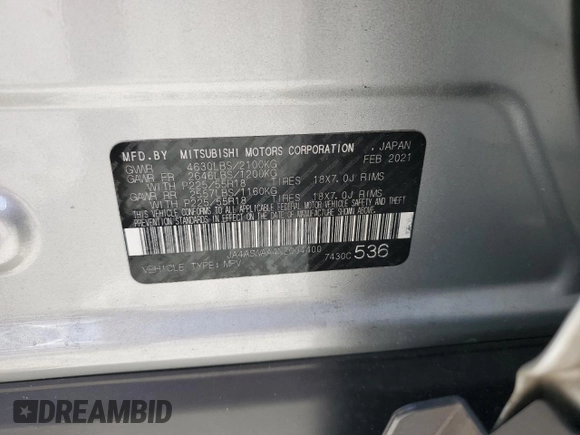 MFD.BY MITSUBISHI MOTORS CORPORATION , JAPAN
GVWR 4630LBS/2100KG FEB 2021
GAWR FR 2646LBS/1200KG
WITH P225/55R18 TIRES 18X7.0J RIMS
GAWR RR /1160KG
WITH P225/55R18 TIRES 18X7.0J RIMS
THIS VEHICLE CONFORMS TO ALL APPLICABLE FEDERAL MOTOR VEHICLE SAFETY AND THEFT
PREVENTION STANDARDS IN EFFECT ON THE DATE OF MANUFACTURE SHOWN ABOVE.
7430C 536
VEHICLE TYPE: MPV
DREAMBID